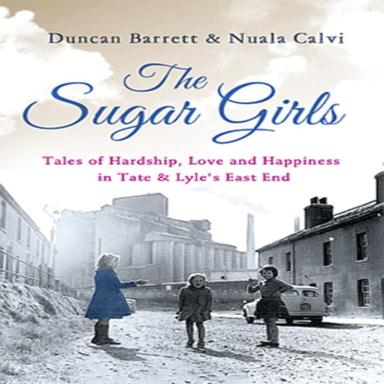 Duncan Barrett & Nuala Calvi
The
Sugar Girls
Tales of Hardship, Love and Happiness
in Tate & Lyle's East End